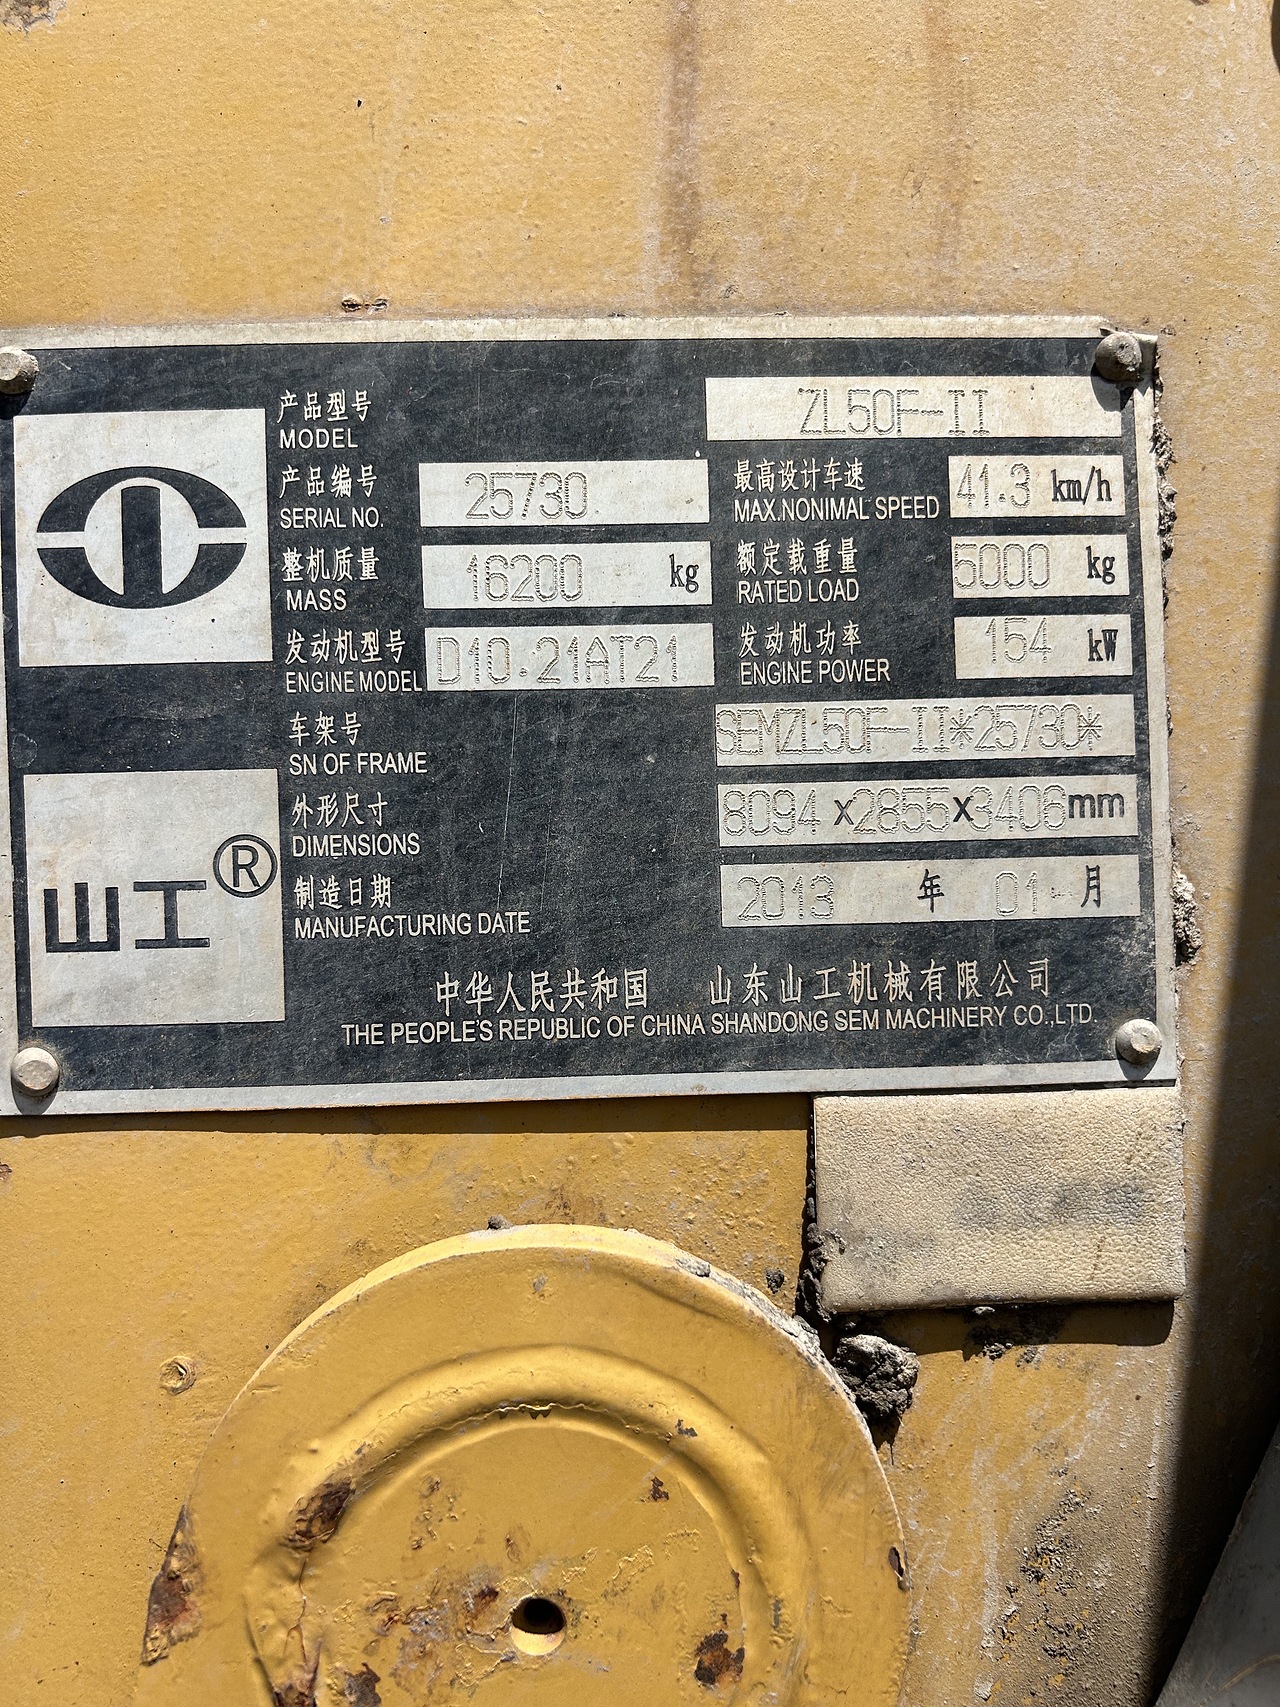 产品型号 ZL50F-II
MODEL
产品编号 25730 最高设计车速 41.3 km/h
SERIAL NO. MAX.NONIMAL SPEED
整机质量 16200 kg 额定载重量 5000 kg
MASS RATED LOAD
发动机型号 D10.21AT21 发动机功率 154 kW
ENGINE MODEL ENGINE POWER
车架号 SEMZL50F-II*25730*
SN OF FRAME
外形尺寸 8094 x2855x3406mm
DIMENSIONS
山工®
制造日期 2013 年 01 月
MANUFACTURING DATE
中华人民共和国 山东山工机械有限公司
THE PEOPLE'S REPUBLIC OF CHINA SHANDONG SEM MACHINERY CO.,LTD.